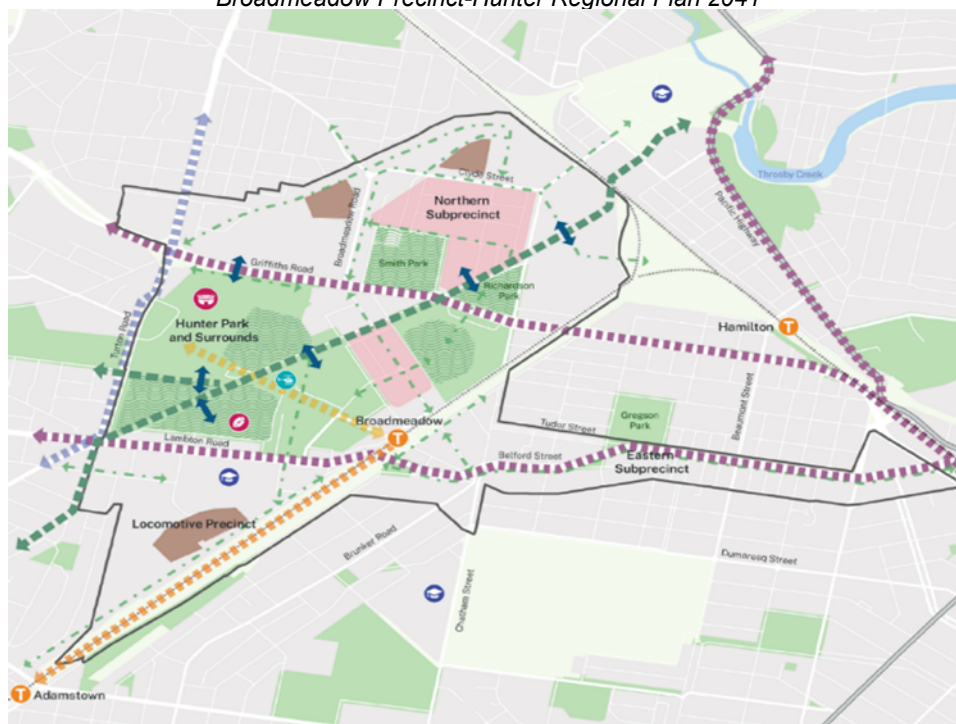 Broadmeadow Precinct-Hunter Regional Plan 2041
Throsby Creek
Clyde Street
Northern
Subprecinct
Broadmeadow Road
Pacific Highway
Griffiths Road
Smith Park
Richardson
Park
Turton Road
Hunter Park
and Surrounds
Hamilton
T
Beaumont Street
Gregson
Park
Broadmeadow
T
Tudor Street
Lambton Road
Belford Street
Eastern
Subprecinct
Locomotive Precinct
Brunker Road
Dumaresq Street
Chatham Street
T
Adamstown